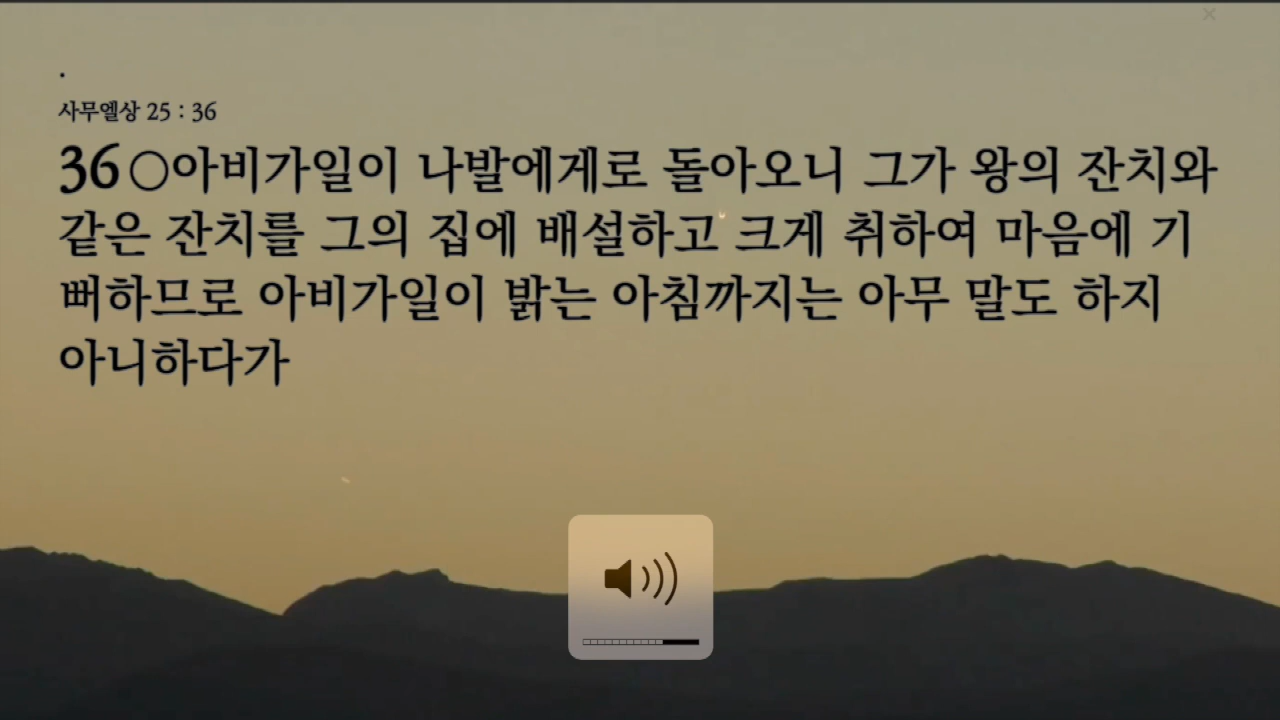 .
사무엘상 25 : 36
36 ○아비가일이 나발에게로 돌아오니 그가 왕의 잔치와
같은 잔치를 그의 집에 배설하고 크게 취하여 마음에 기
뻐하므로 아비가일이 밝는 아침까지는 아무 말도 하지
아니하다가